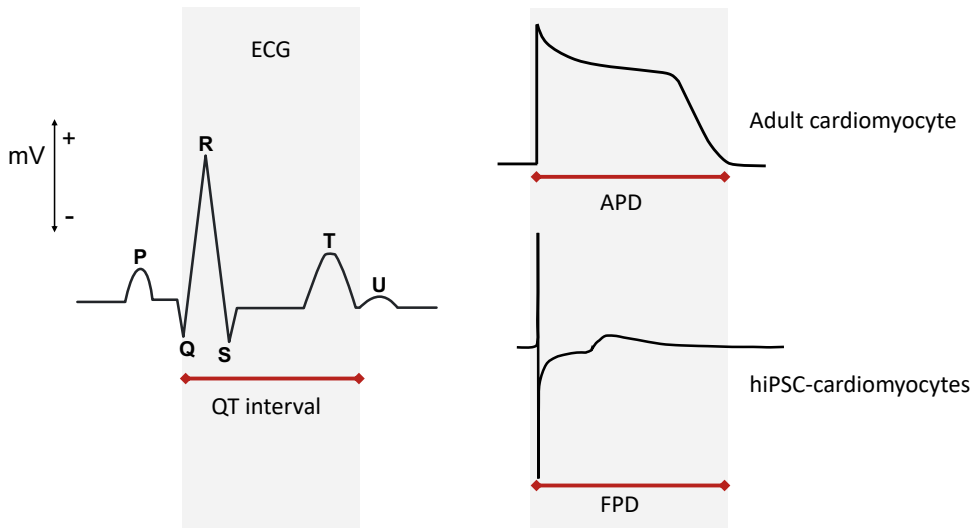 ECG
mV
+
-
P
Q
R
S
T
U
QT interval
Adult cardiomyocyte
APD
hiPSC-cardiomyocytes
FPD